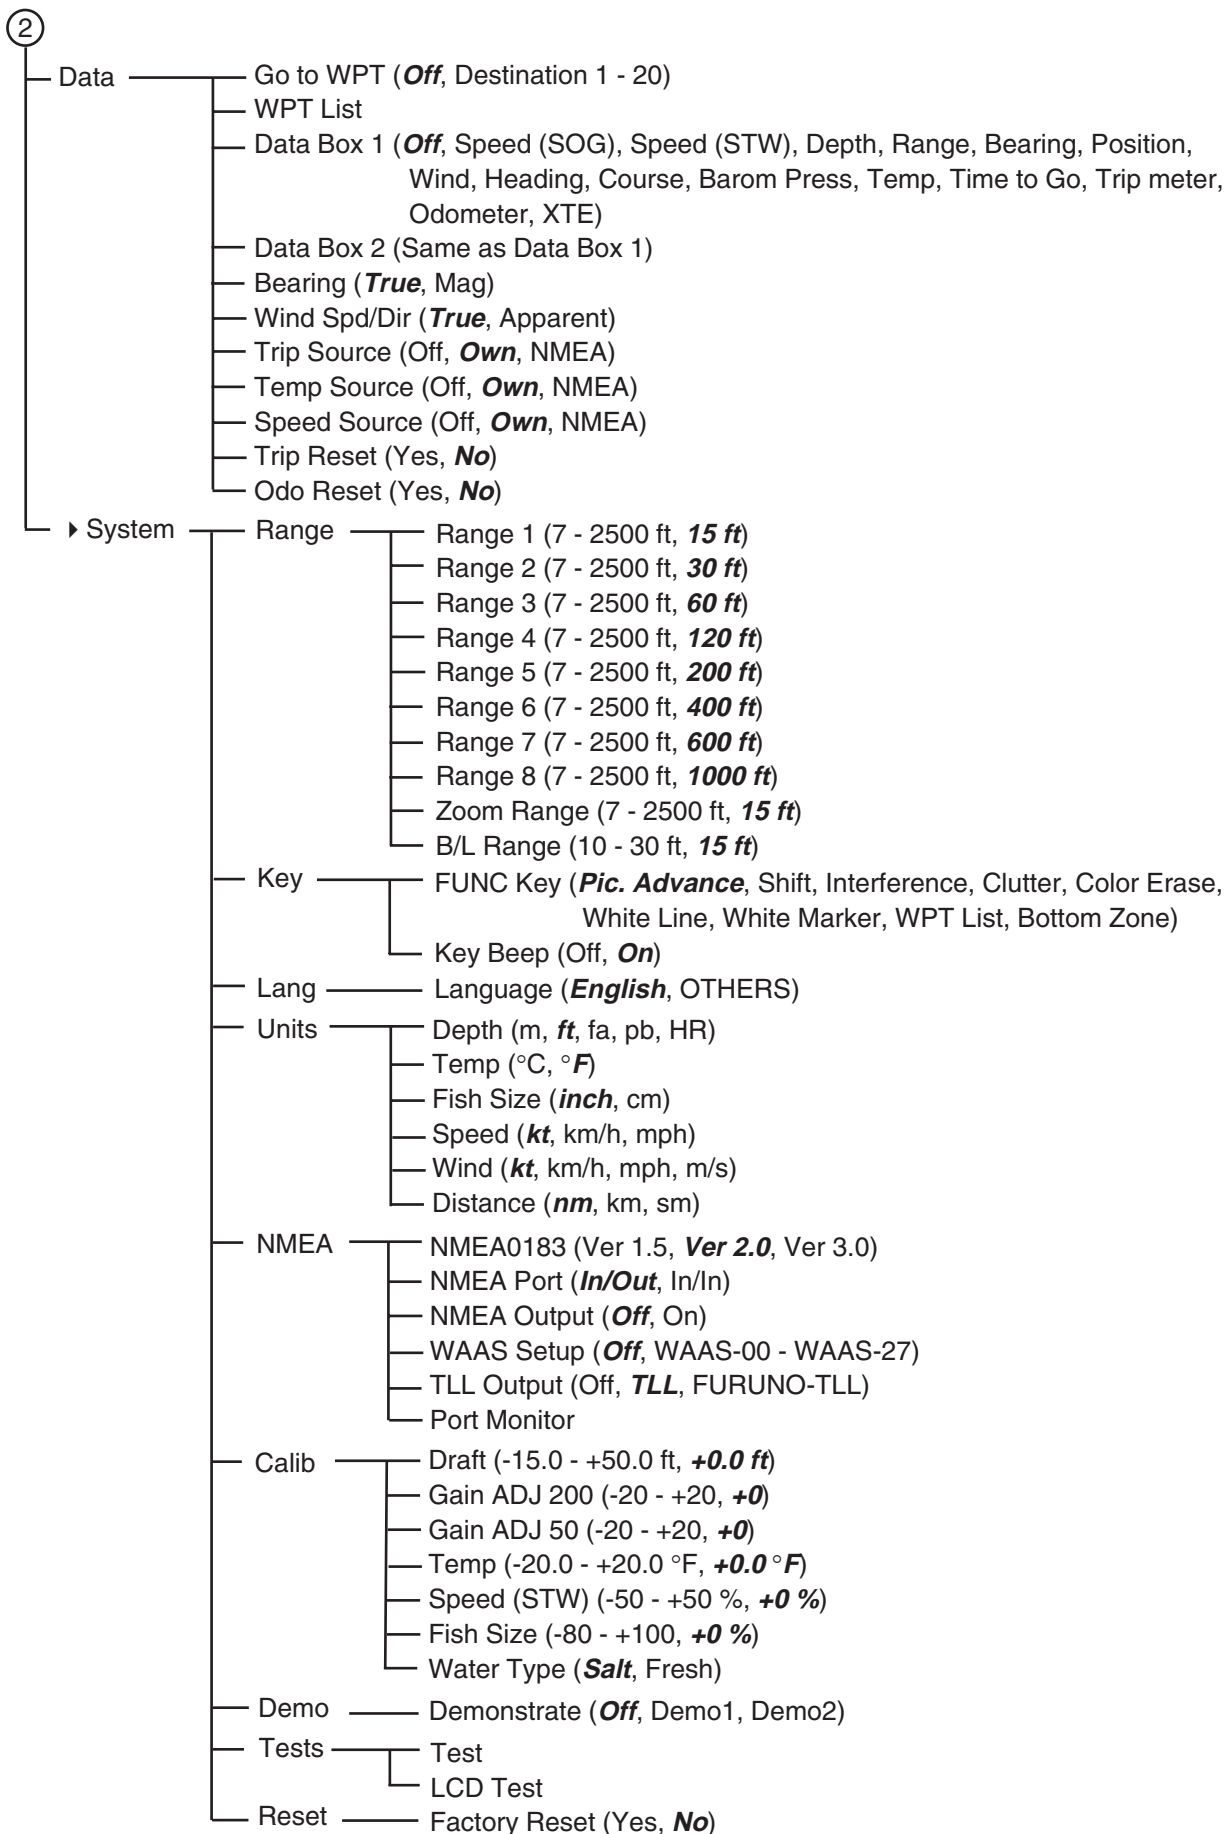 2
Data
Go to WPT (Off, Destination 1 - 20)
WPT List
Data Box 1 (Off, Speed (SOG), Speed (STW), Depth, Range, Bearing, Position,
Wind, Heading, Course, Barom Press, Temp, Time to Go, Trip meter,
Odometer, XTE)
Data Box 2 (Same as Data Box 1)
Bearing (True, Mag)
Wind Spd/Dir (True, Apparent)
Trip Source (Off, Own, NMEA)
Temp Source (Off, Own, NMEA)
Speed Source (Off, Own, NMEA)
Trip Reset (Yes, No)
Odo Reset (Yes, No)
System
Range
Range 1 (7 - 2500 ft, 15 ft)
Range 2 (7 - 2500 ft, 30 ft)
Range 3 (7 - 2500 ft, 60 ft)
Range 4 (7 - 2500 ft, 120 ft)
Range 5 (7 - 2500 ft, 200 ft)
Range 6 (7 - 2500 ft, 400 ft)
Range 7 (7 - 2500 ft, 600 ft)
Range 8 (7 - 2500 ft, 1000 ft)
Zoom Range (7 - 2500 ft, 15 ft)
B/L Range (10 - 30 ft, 15 ft)
Key
FUNC Key (Pic. Advance, Shift, Interference, Clutter, Color Erase,
White Line, White Marker, WPT List, Bottom Zone)
Key Beep (Off, On)
Lang
Language (English, OTHERS)
Units
Depth (m, ft, fa, pb, HR)
Temp (°C, °F)
Fish Size (inch, cm)
Speed (kt, km/h, mph)
Wind (kt, km/h, mph, m/s)
Distance (nm, km, sm)
NMEA
NMEA0183 (Ver 1.5, Ver 2.0, Ver 3.0)
NMEA Port (In/Out, In/In)
NMEA Output (Off, On)
WAAS Setup (Off, WAAS-00 - WAAS-27)
TLL Output (Off, TLL, FURUNO-TLL)
Port Monitor
Calib
Draft (-15.0 - +50.0 ft, +0.0 ft)
Gain ADJ 200 (-20 - +20, +0)
Gain ADJ 50 (-20 - +20, +0)
Temp (-20.0 - +20.0 °F, +0.0 °F)
Speed (STW) (-50 - +50 %, +0 %)
Fish Size (-80 - +100, +0 %)
Water Type (Salt, Fresh)
Demo
Demonstrate (Off, Demo1, Demo2)
Tests
Test
LCD Test
Reset
Factory Reset (Yes, No)